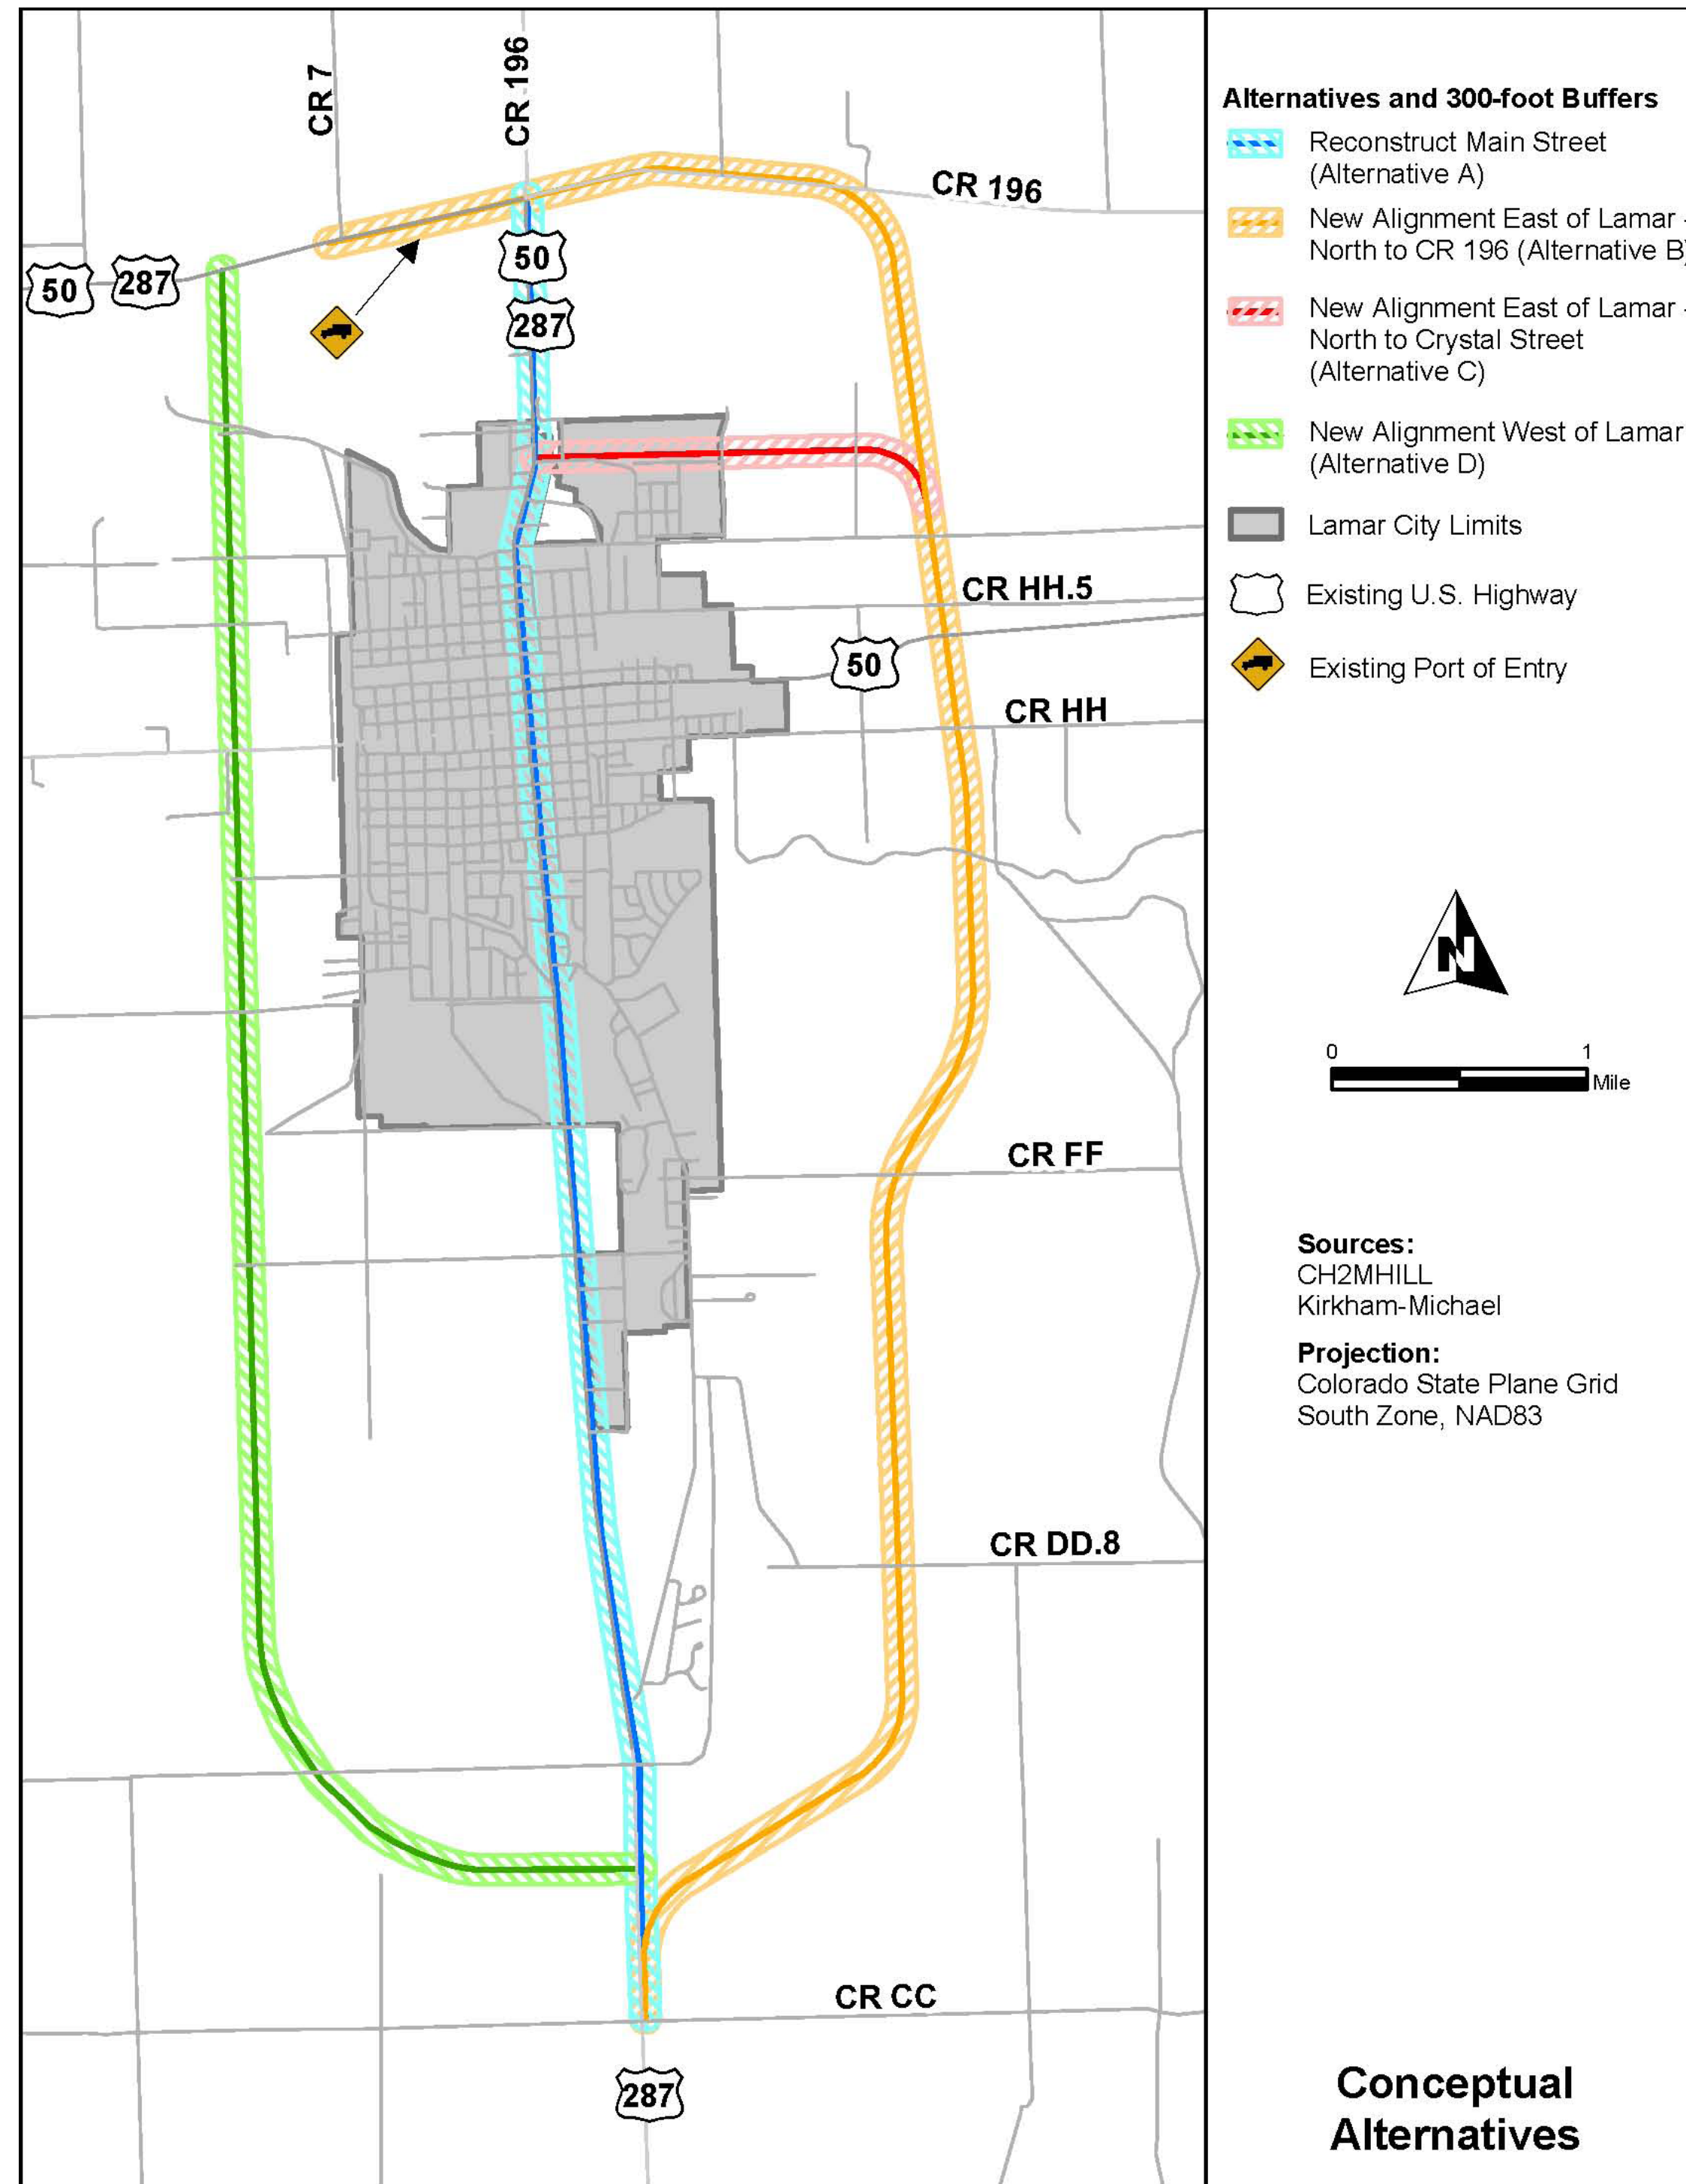 CR 7
CR 196
CR 196
50
287
50
287
CR HH.5
50
CR HH
CR FF
CR DD.8
CR CC
287
Alternatives and 300-foot Buffers
Reconstruct Main Street
(Alternative A)
New Alignment East of Lamar -
North to CR 196 (Alternative B)
New Alignment East of Lamar -
North to Crystal Street
(Alternative C)
New Alignment West of Lamar
(Alternative D)
Lamar City Limits
Existing U.S. Highway
Existing Port of Entry
N
0 1
Mile
Sources:
CH2MHILL
Kirkham-Michael
Projection:
Colorado State Plane Grid
South Zone, NAD83
Conceptual
Alternatives